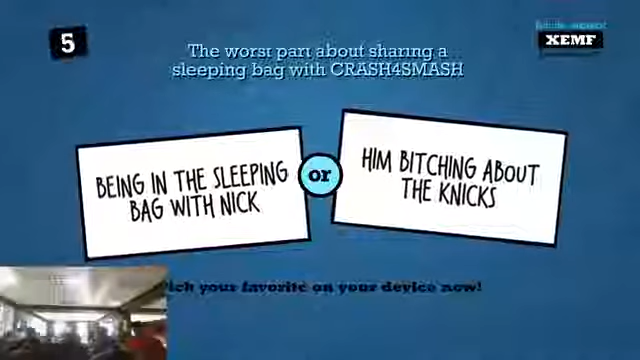 5
XEMF
The worst part about sharing a
sleeping bag with CRASH4SMASH
BEING IN THE SLEEPING
BAG WITH NICK
or
HIM BITCHING ABOUT
THE KNICKS
your favorite on your device now!